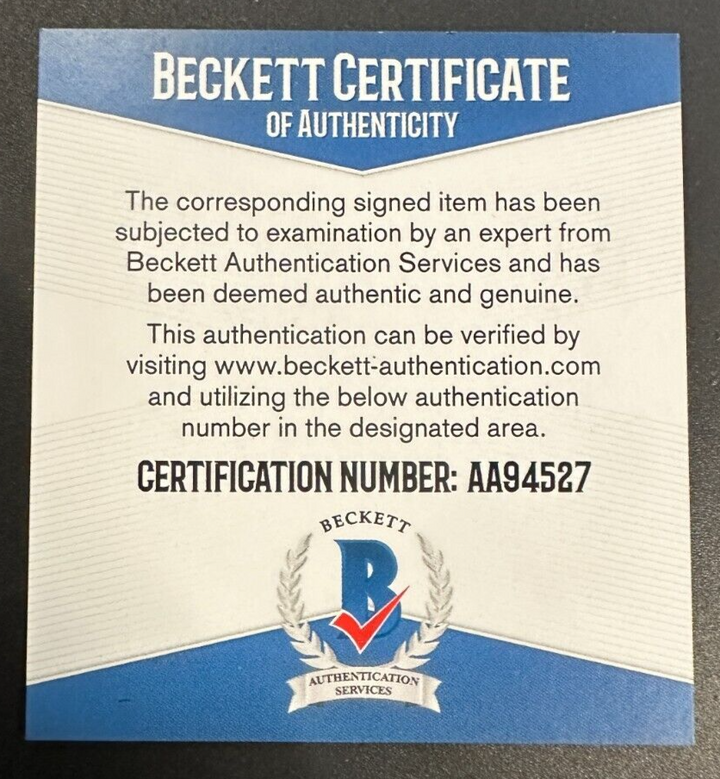 BECKETT CERTIFICATE
OF AUTHENTICITY
The corresponding signed item has been
subjected to examination by an expert from
Beckett Authentication Services and has
been deemed authentic and genuine.
This authentication can be verified by
visiting www.beckett-authentication.com
and utilizing the below authentication
number in the designated area.
CERTIFICATION NUMBER: AA94527
BECKETT
B
AUTHENTICATION
SERVICES